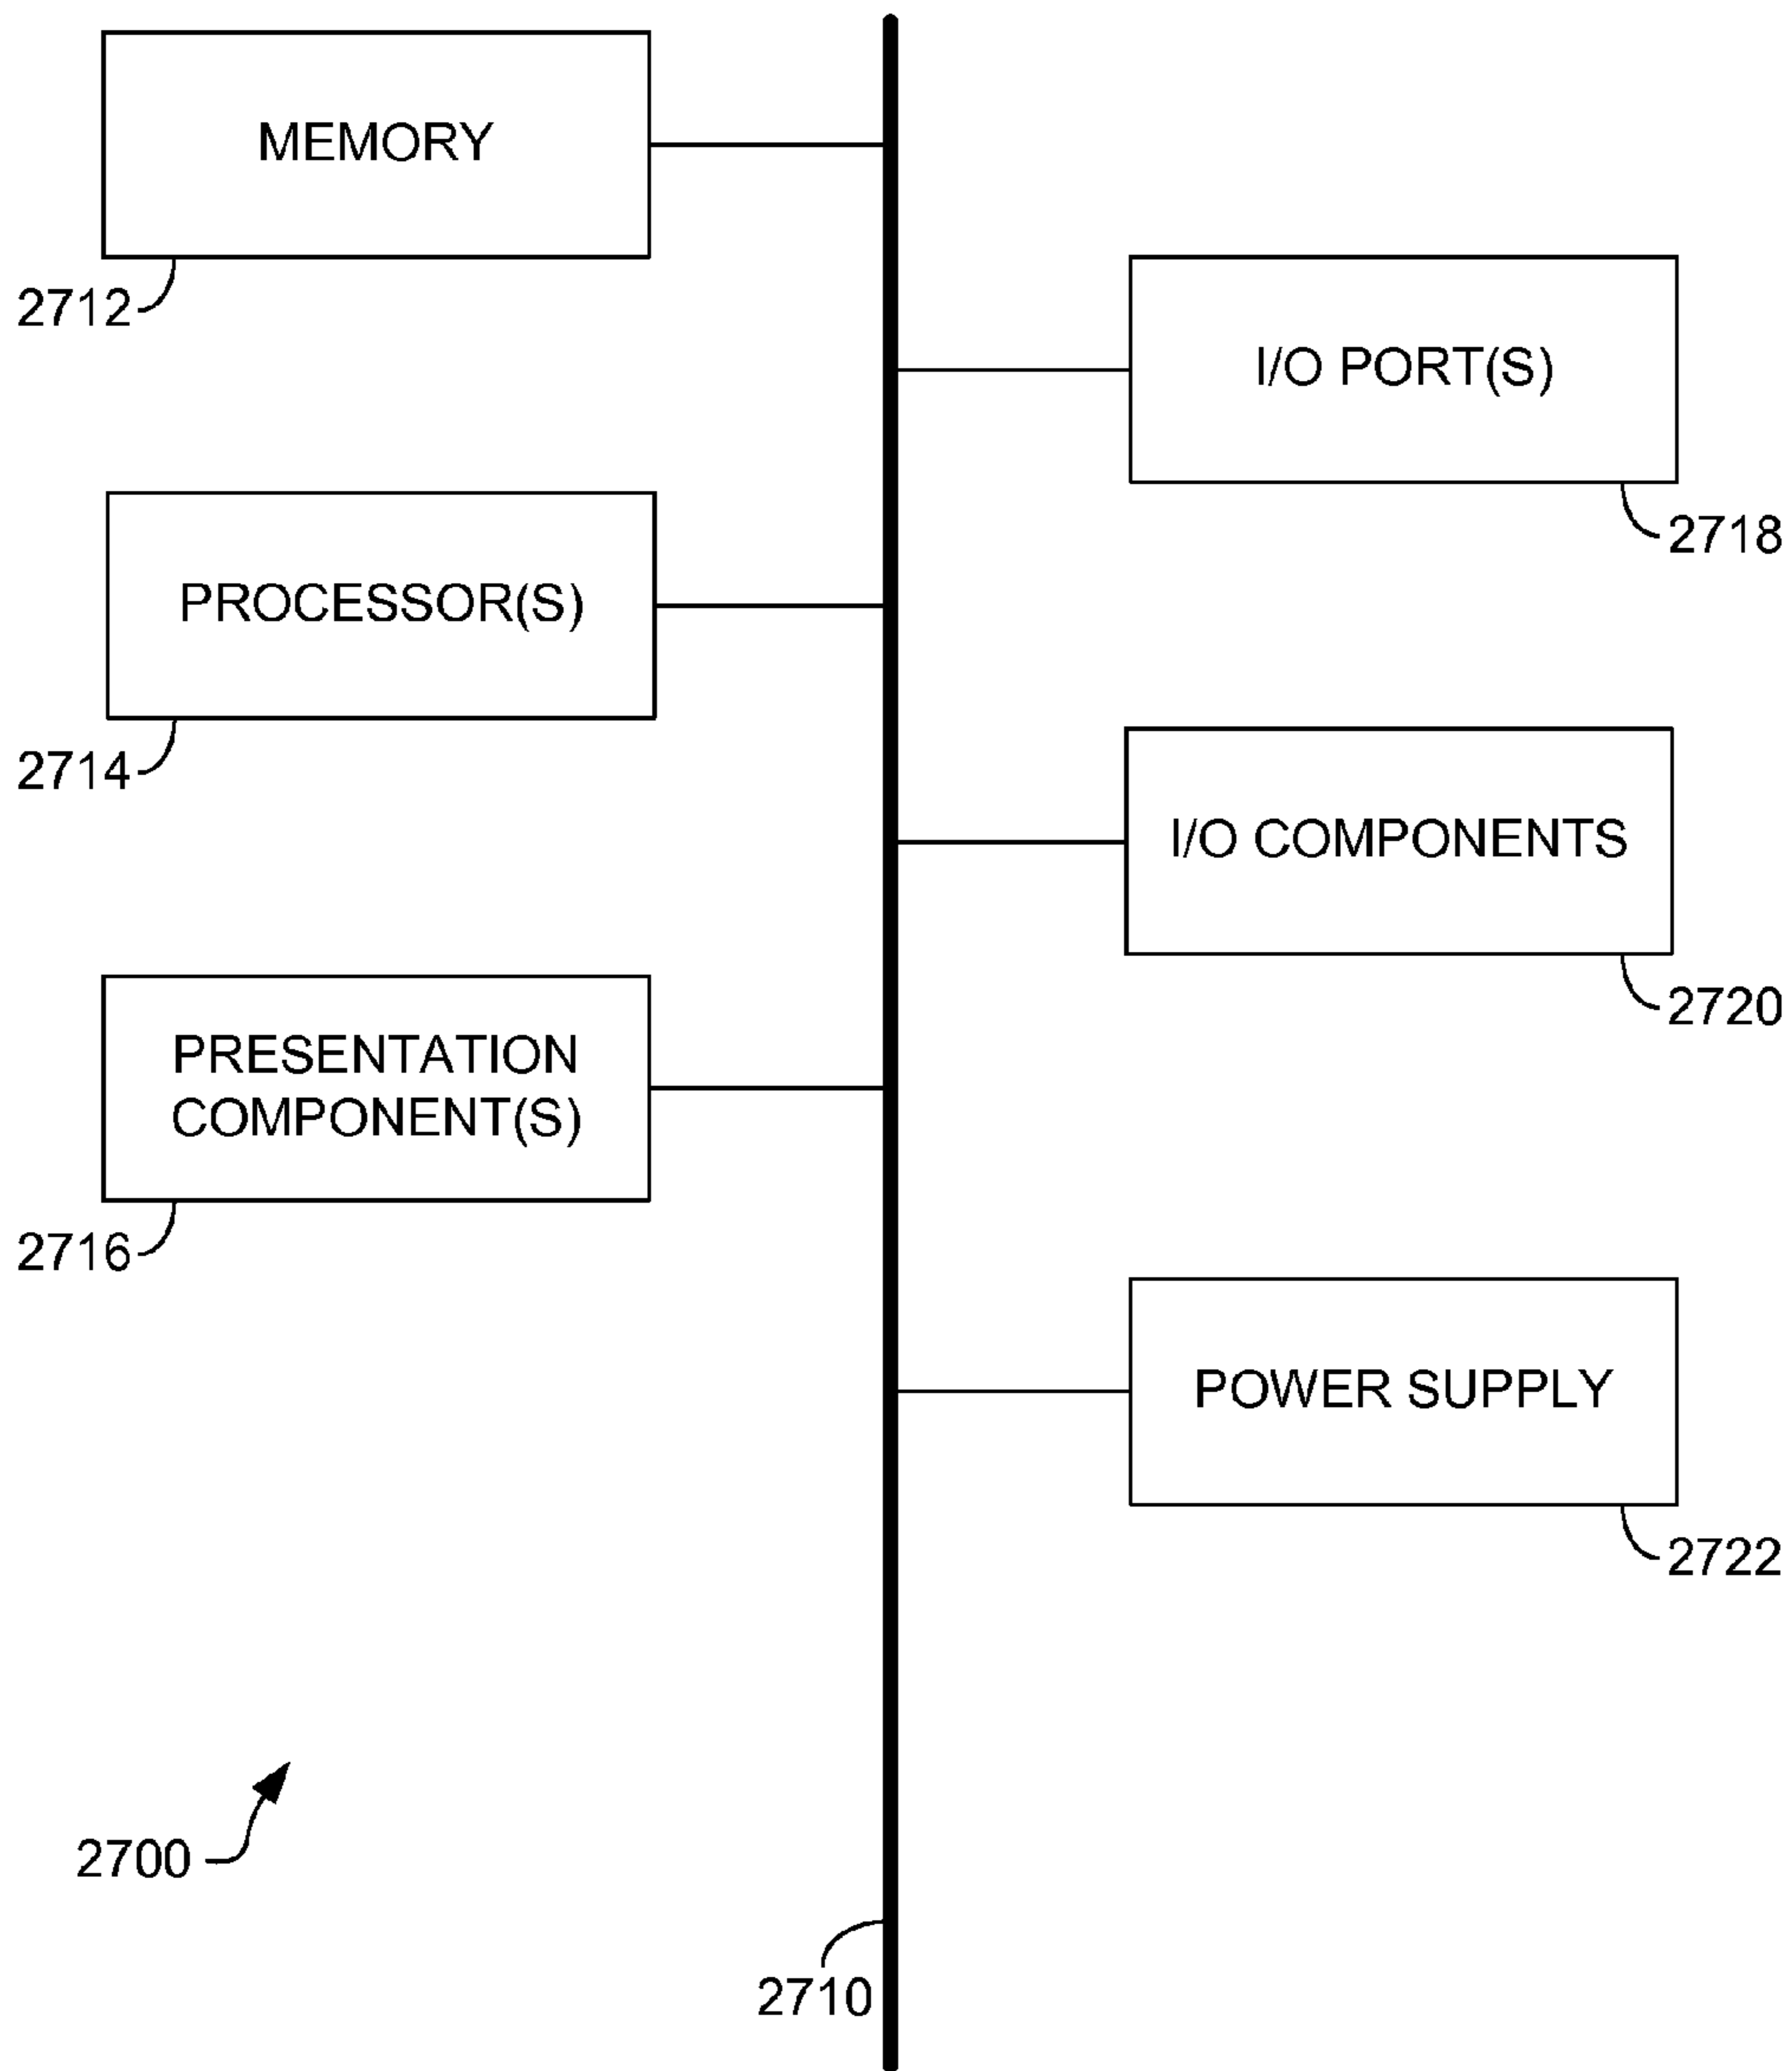 MEMORY
2712
I/O PORT(S)
2718
PROCESSOR(S)
2714
I/O COMPONENTS
2720
PRESENTATION
COMPONENT(S)
2716
POWER SUPPLY
2722
2700
2710